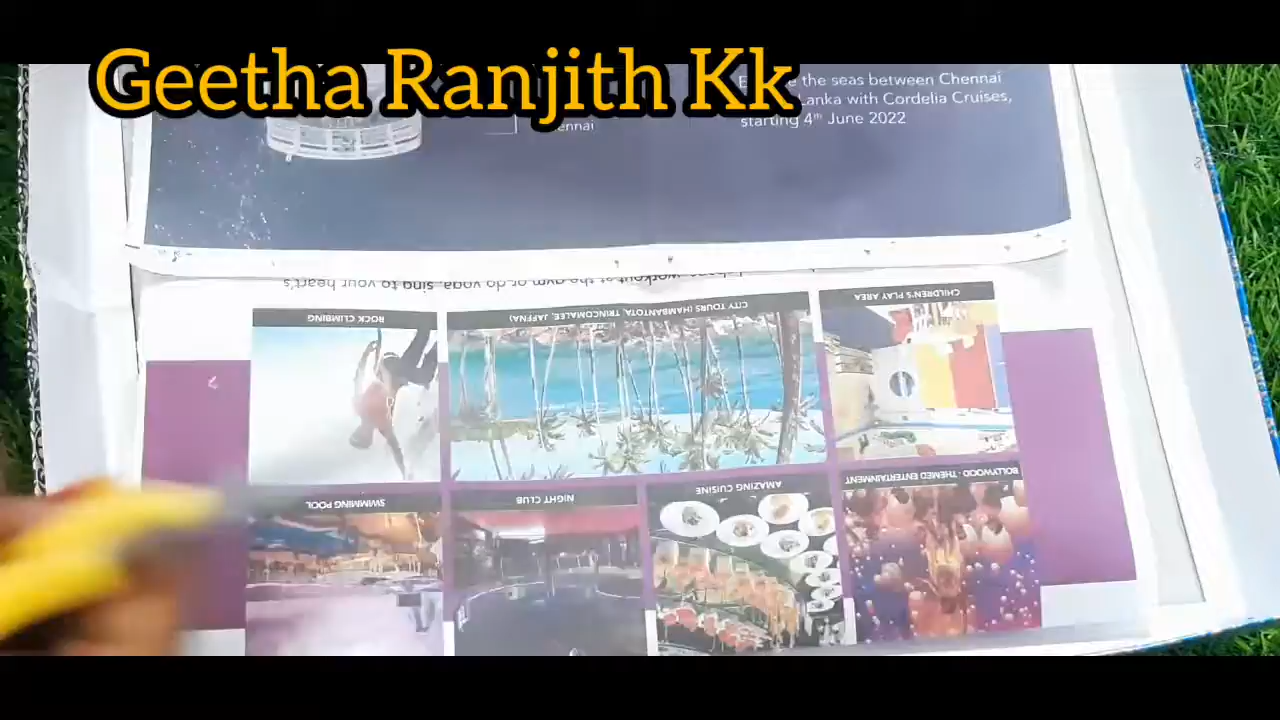 Geetha Ranjith Kk
the seas between Chennai
Lanka with Cordelia Cruises,
starting 4th June 2022
workout at the gym or do yoga, sing to your heart's
ROCK CLIMBING
CITY TOURS (HAMBANTOTA, TRINCOMALEE, JAFFNA)
CHILDREN'S PLAY AREA
SWIMMING POOL
NIGHT CLUB
AMAZING CUISINE
BOLLYWOOD - THEMED ENTERTAINMENT